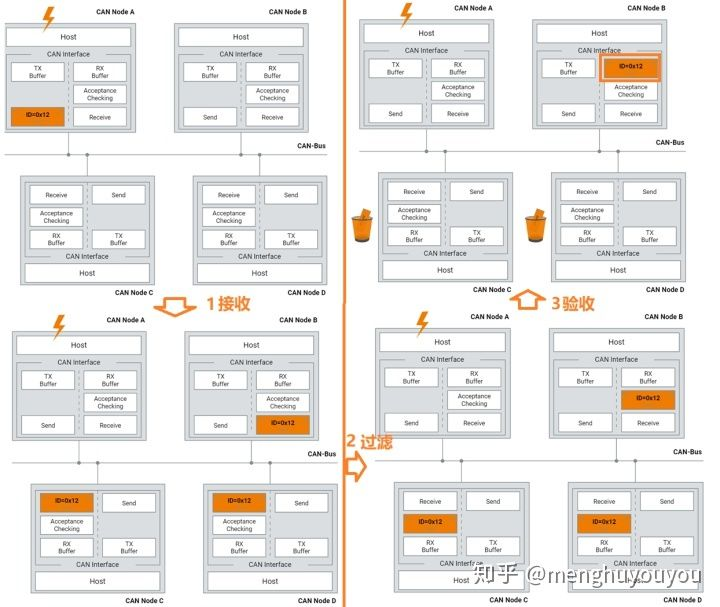 CAN Node A
CAN Node B
Host
Host
CAN Interface
CAN Interface
TX
Buffer
RX
Buffer
TX
Buffer
RX
Buffer
Acceptance
Checking
Acceptance
Checking
ID=0x12
Receive
Send
Receive
CAN-Bus
Receive
Send
Receive
Send
Acceptance
Checking
Acceptance
Checking
RX
Buffer
TX
Buffer
RX
Buffer
TX
Buffer
CAN Interface
CAN Interface
Host
Host
CAN Node C
CAN Node D
1接收
CAN Node A
CAN Node B
Host
Host
CAN Interface
CAN Interface
TX
Buffer
RX
Buffer
TX
Buffer
RX
Buffer
Acceptance
Checking
Acceptance
Checking
Send
Receive
Send
ID=0x12
CAN-Bus
ID=0x12
Send
ID=0x12
Send
Acceptance
Checking
Acceptance
Checking
RX
Buffer
TX
Buffer
RX
Buffer
TX
Buffer
CAN Interface
CAN Interface
Host
Host
CAN Node C
CAN Node D
2 过滤
CAN Node A
CAN Node B
Host
Host
CAN Interface
CAN Interface
TX
Buffer
RX
Buffer
TX
Buffer
RX
Buffer
Acceptance
Checking
ID=0x12
Send
Receive
Send
Receive
CAN-Bus
Receive
Send
Receive
Send
ID=0x12
ID=0x12
RX
Buffer
TX
Buffer
RX
Buffer
TX
Buffer
CAN Interface
CAN Interface
Host
Host
CAN Node C
CAN Node D
3验收
CAN Node A
CAN Node B
Host
Host
CAN Interface
CAN Interface
TX
Buffer
RX
Buffer
TX
Buffer
ID=0x12
Acceptance
Checking
Acceptance
Checking
Send
Receive
Send
Receive
CAN-Bus
Receive
Send
Receive
Send
Acceptance
Checking
Acceptance
Checking
RX
Buffer
TX
Buffer
RX
Buffer
TX
Buffer
CAN Interface
CAN Interface
Host
Host
CAN Node C
CAN Node D
知乎 @menghuyouyou